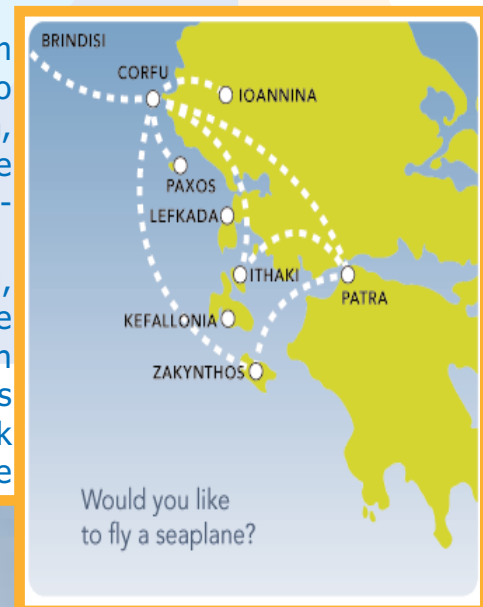 BRINDISI
CORFU
IOANNINA
PAXOS
LEFKADA
ITHAKI
PATRA
KEFALLONIA
ZAKYNTHOS
Would you like
to fly a seaplane?